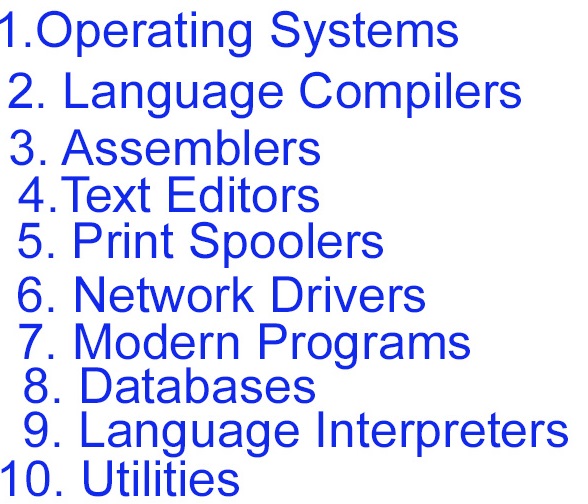 1.Operating Systems
2. Language Compilers
3. Assemblers
4.Text Editors
5. Print Spoolers
6. Network Drivers
7. Modern Programs
8. Databases
9. Language Interpreters
10. Utilities